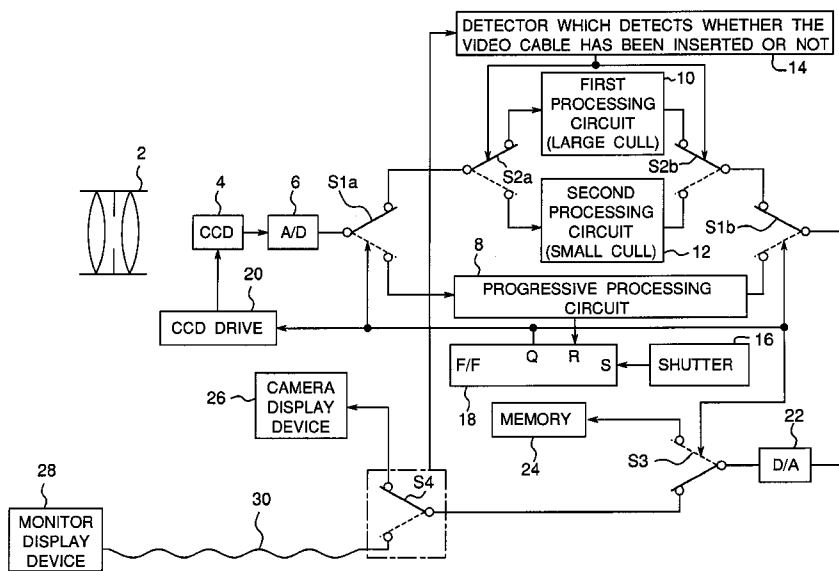 DETECTOR WHICH DETECTS WHETHER THE
VIDEO CABLE HAS BEEN INSERTED OR NOT
14
10
FIRST
PROCESSING
CIRCUIT
(LARGE CULL)
S2a
S2b
2
4
6
S1a
CCD
A/D
SECOND
PROCESSING
CIRCUIT
(SMALL CULL)
12
S1b
8
PROGRESSIVE PROCESSING
CIRCUIT
20
CCD DRIVE
Q
R
F/F
S
18
16
SHUTTER
26
CAMERA
DISPLAY
DEVICE
MEMORY
24
22
D/A
S3
S4
28
MONITOR
DISPLAY
DEVICE
30